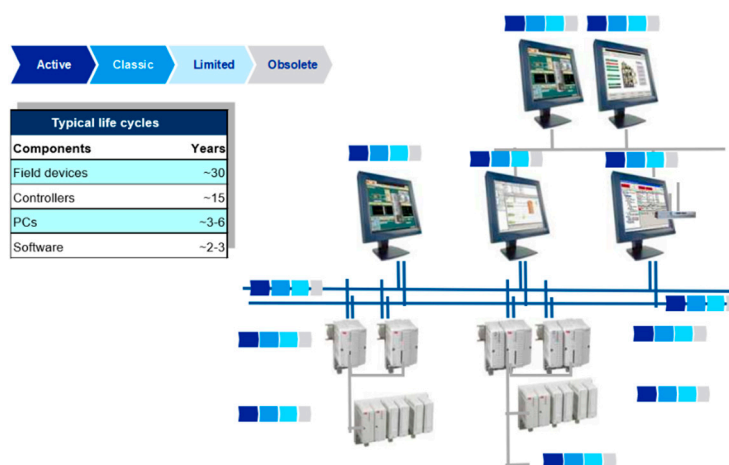 Active Classic Limited Obsolete
Typical life cycles
Components Years
Field devices ~30
Controllers ~15
PCs ~3-6
Software ~2-3